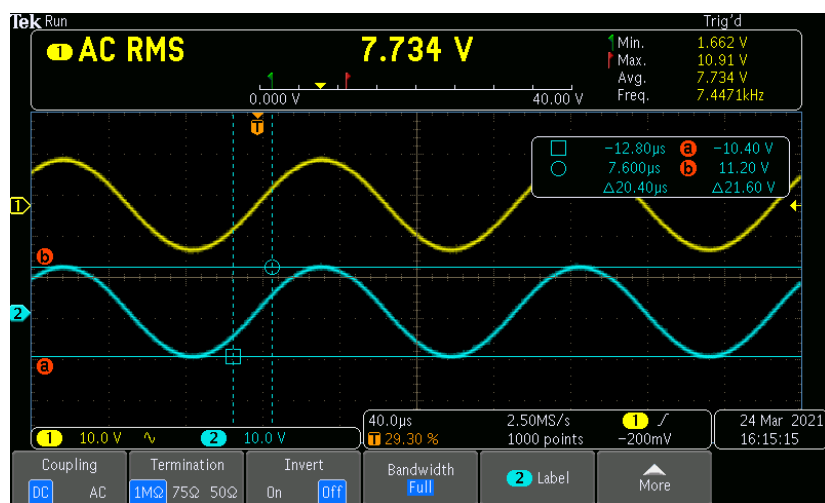 Tek Run Trig'd
1 AC RMS 7.734 V
0.000 V 40.00 V
Min. 1.662 V
Max. 10.91 V
Avg. 7.734 V
Freq. 7.4471kHz
T
−12.80µs a −10.40 V
7.600µs b 11.20 V
△20.40µs △21.60 V
1
b
2
a
1 10.0 V 2 10.0 V
40.0µs 2.50MS/s 1
T 29.30 % 1000 points −200mV
24 Mar 2021
16:15:15
Coupling
DC AC
Termination
1MΩ 75Ω 50Ω
Invert
On Off
Bandwidth
Full
2 Label
More